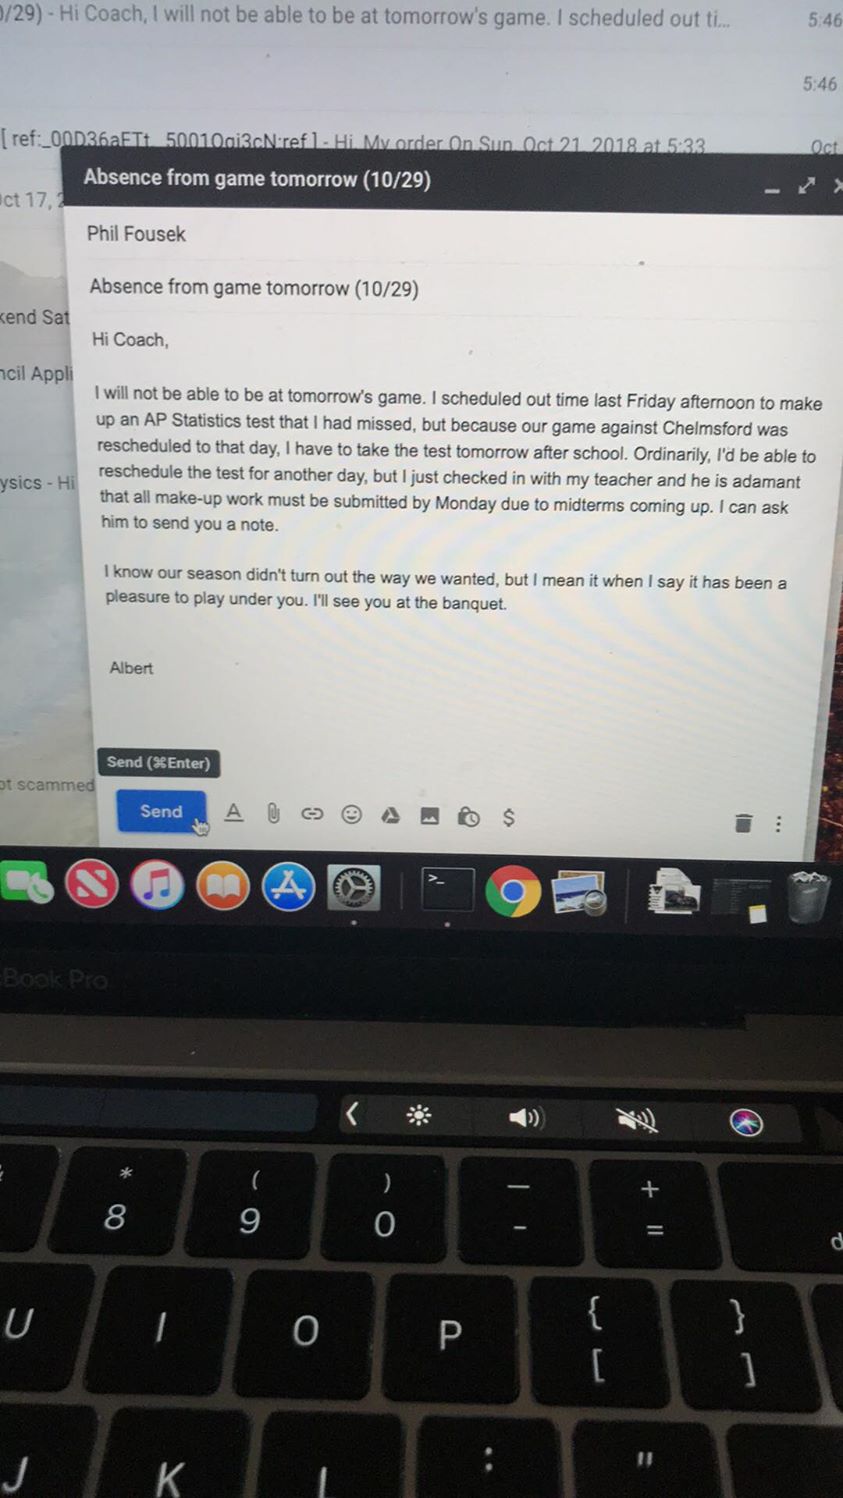 0/29) - Hi Coach, I will not be able to be at tomorrow's game. I scheduled out ti... 5:46
5:46
[ ref:_00D36aFTt._5001Oqi3cN:ref ] - Hi, My order On Sun, Oct 21, 2018 at 5:33 Oct
Oct 17, 2
Absence from game tomorrow (10/29)
Phil Fousek
Absence from game tomorrow (10/29)
kend Sat
Hi Coach,
ncil Appli
I will not be able to be at tomorrow's game. I scheduled out time last Friday afternoon to make
up an AP Statistics test that I had missed, but because our game against Chelmsford was
rescheduled to that day, I have to take the test tomorrow after school. Ordinarily, I'd be able to
reschedule the test for another day, but I just checked in with my teacher and he is adamant
ysics - Hi
that all make-up work must be submitted by Monday due to midterms coming up. I can ask
him to send you a note.
I know our season didn't turn out the way we wanted, but I mean it when I say it has been a
pleasure to play under you. I'll see you at the banquet.
Albert
Send (⌘Enter)
ot scammed
Send
A
$
>_
Book Pro
* ( ) — +
8 9 0 - =
d
U I O P { }
[ ]
J K L : "